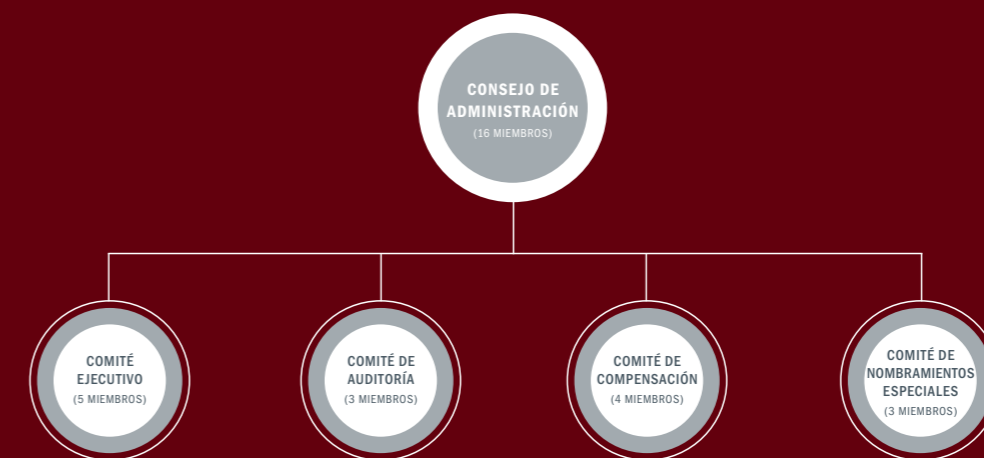 CONSEJO DE
ADMINISTRACIÓN
(16 MIEMBROS)
COMITÉ
EJECUTIVO
(5 MIEMBROS)
COMITÉ DE
AUDITORÍA
(3 MIEMBROS)
COMITÉ DE
COMPENSACIÓN
(4 MIEMBROS)
COMITÉ DE
NOMBRAMIENTOS
ESPECIALES
(3 MIEMBROS)